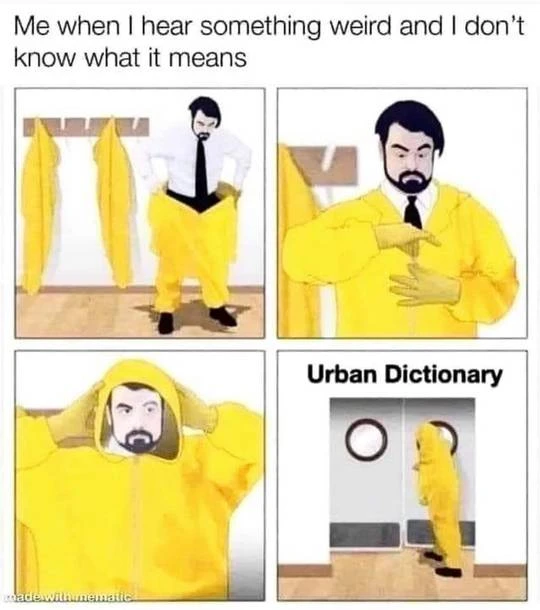 Me when I hear something weird and I don't
know what it means
Urban Dictionary
made with mematic